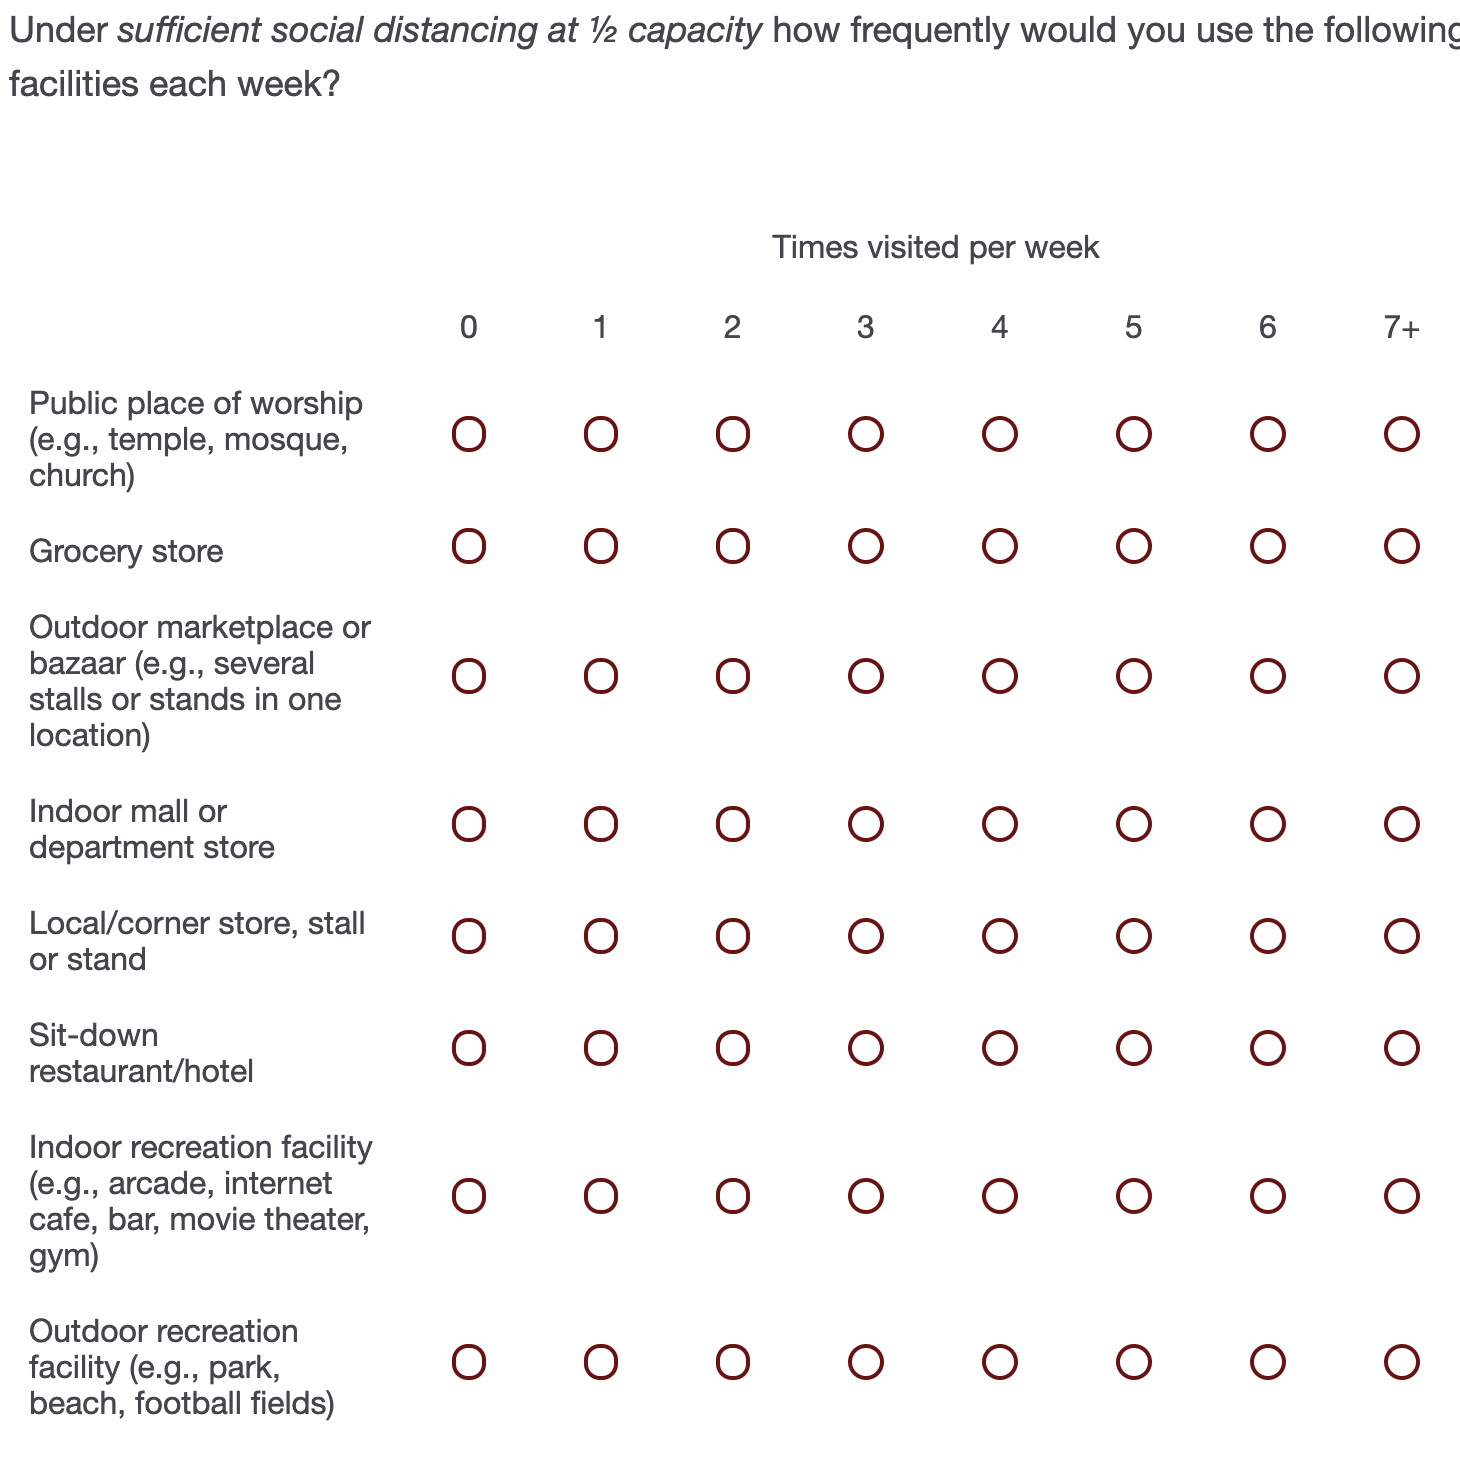 Under sufficient social distancing at ½ capacity how frequently would you use the following
facilities each week?
Times visited per week
0 1 2 3 4 5 6 7+
Public place of worship
(e.g., temple, mosque,
church)
Grocery store
Outdoor marketplace or
bazaar (e.g., several
stalls or stands in one
location)
Indoor mall or
department store
Local/corner store, stall
or stand
Sit-down
restaurant/hotel
Indoor recreation facility
(e.g., arcade, internet
cafe, bar, movie theater,
gym)
Outdoor recreation
facility (e.g., park,
beach, football fields)